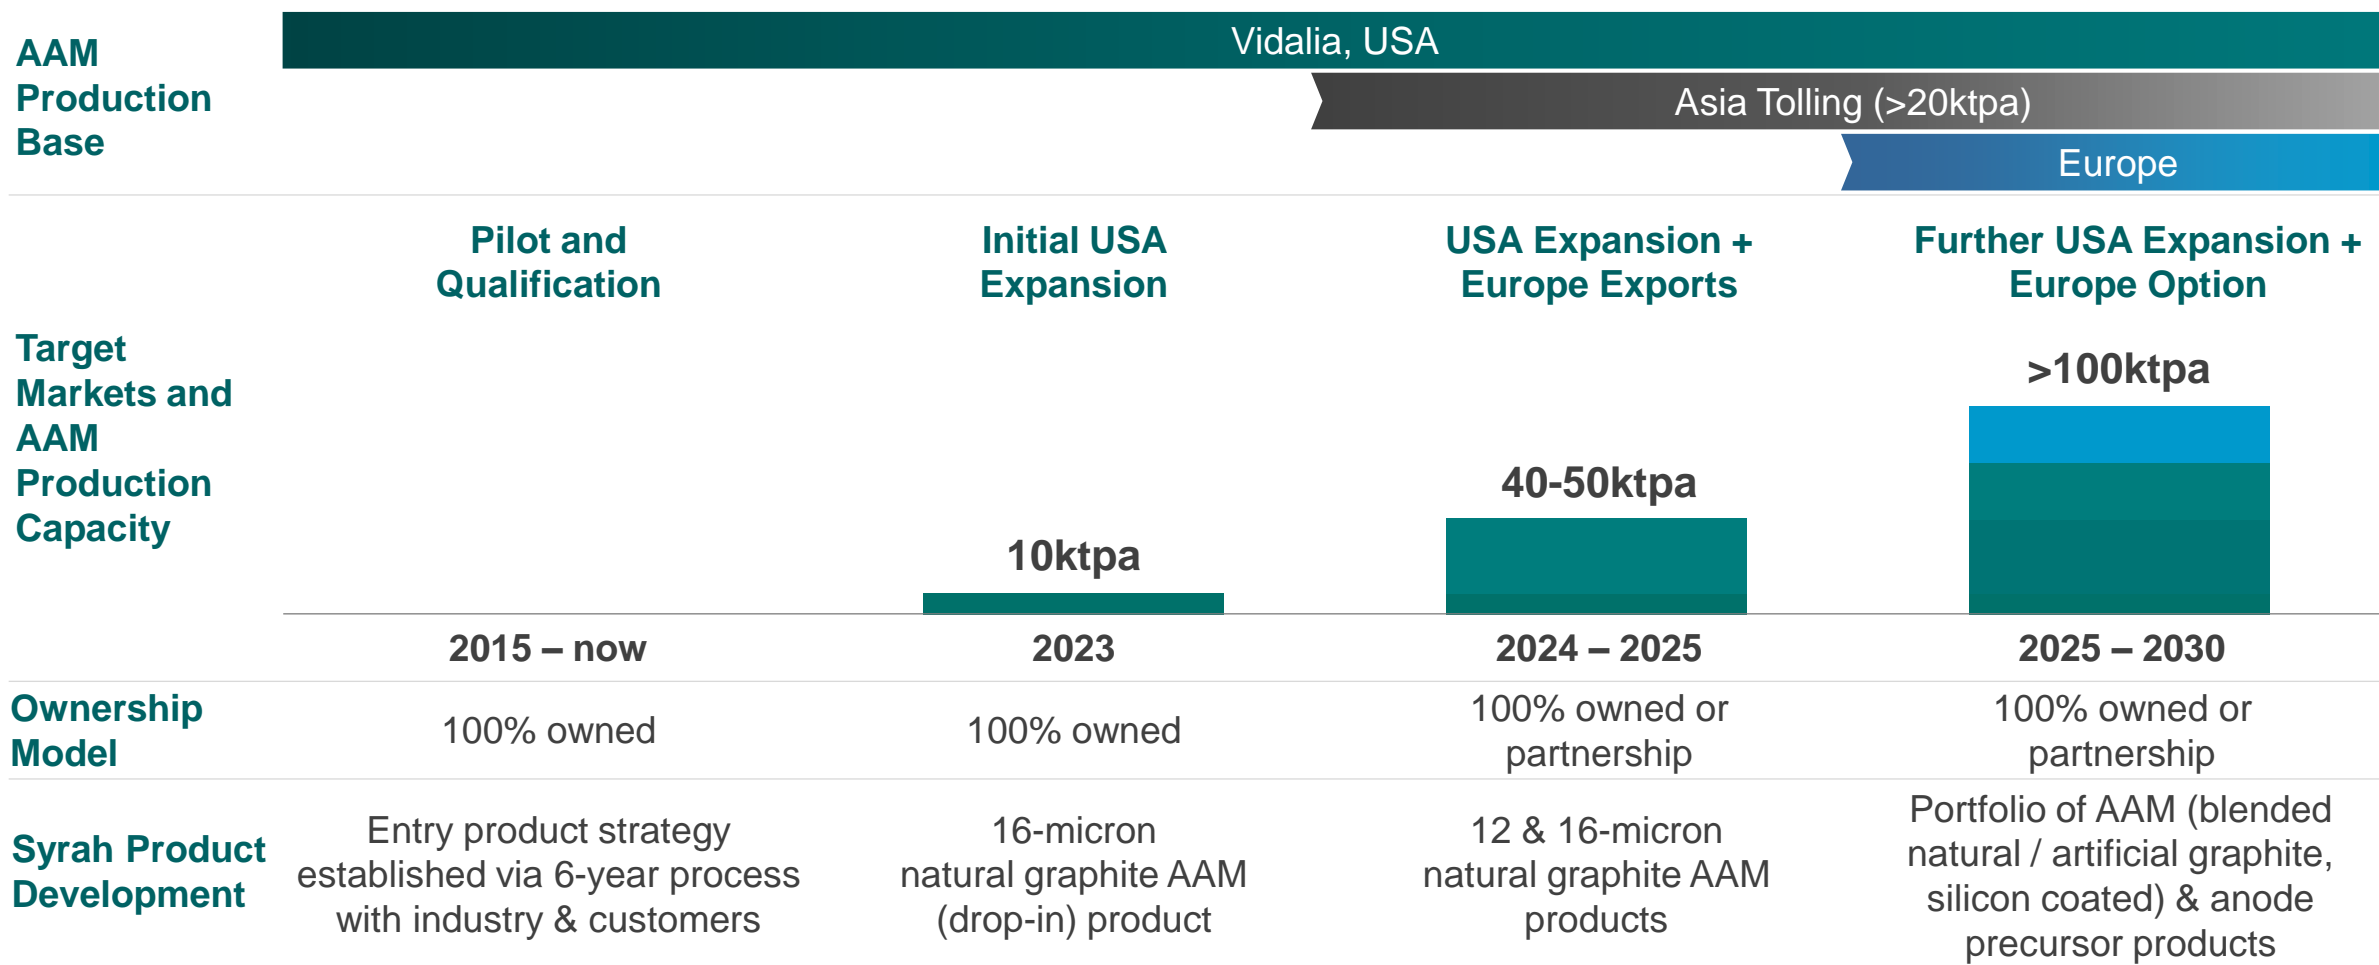 AAM
Production
Base
Vidalia, USA
Asia Tolling (>20ktpa)
Europe
Target
Markets and
AAM
Production
Capacity
Pilot and
Qualification
Initial USA
Expansion
USA Expansion +
Europe Exports
Further USA Expansion +
Europe Option
10ktpa
40-50ktpa
>100ktpa
2015 – now
2023
2024 – 2025
2025 – 2030
Ownership
Model
100% owned
100% owned
100% owned or
partnership
100% owned or
partnership
Syrah Product
Development
Entry product strategy
established via 6-year process
with industry & customers
16-micron
natural graphite AAM
(drop-in) product
12 & 16-micron
natural graphite AAM
products
Portfolio of AAM (blended
natural / artificial graphite,
silicon coated) & anode
precursor products